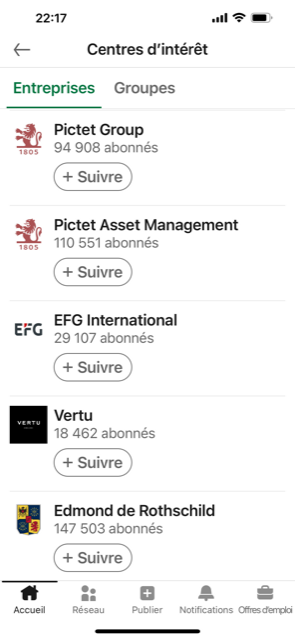 22:17
Centres d’intérêt
Entreprises Groupes
Pictet Group
94 908 abonnés
1805
+ Suivre
Pictet Asset Management
110 551 abonnés
1805
+ Suivre
EFG
EFG International
29 107 abonnés
+ Suivre
VERTU
Vertu
18 462 abonnés
+ Suivre
Edmond de Rothschild
147 503 abonnés
+ Suivre
Accueil Réseau Publier Notifications Offres d’emploi